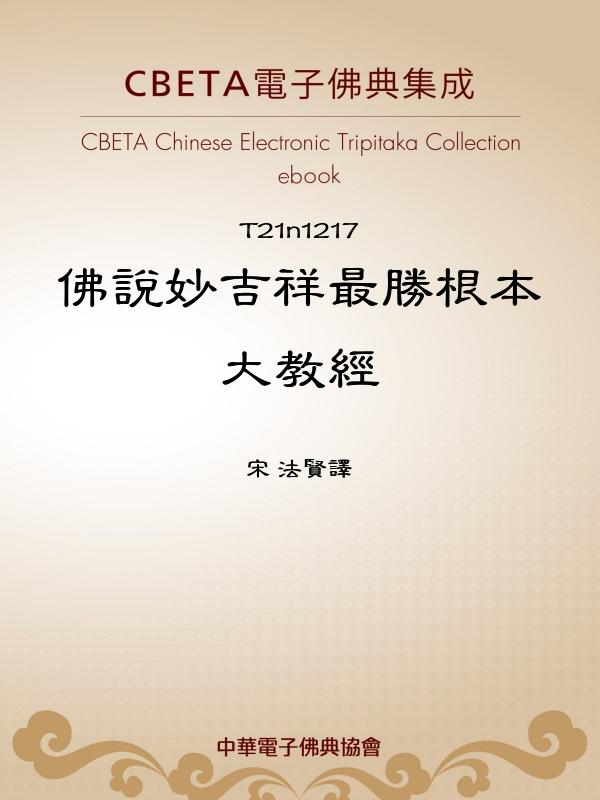 CBETA電子佛典集成
CBETA Chinese Electronic Tripitaka Collection
ebook
T21n1217
佛說妙吉祥最勝根本
大教經
宋 法賢譯
中華電子佛典協會